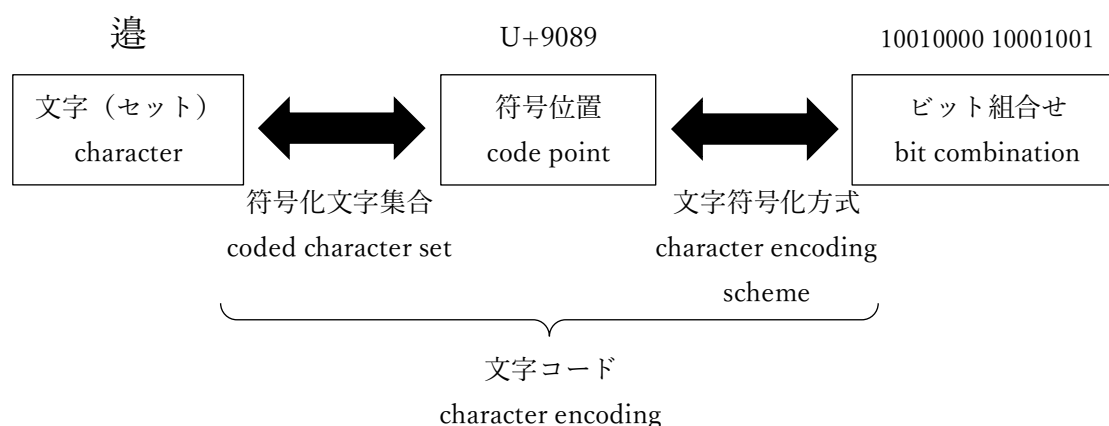 邉
U+9089
10010000 10001001
文字（セット）
character
符号位置
code point
ビット組合せ
bit combination
符号化文字集合
coded character set
文字符号化方式
character encoding
scheme
文字コード
character encoding